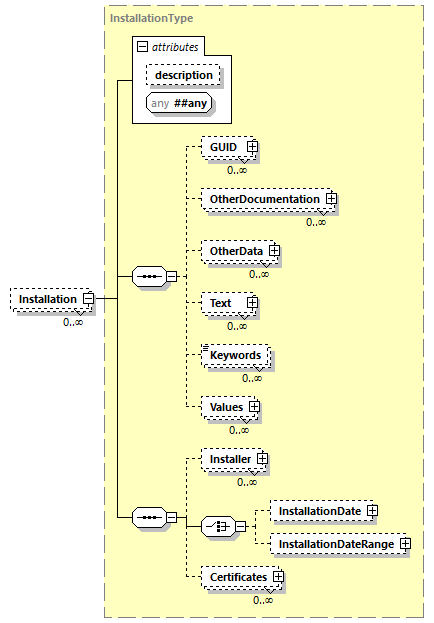 InstallationType
attributes
description
any ##any
GUID
0..∞
OtherDocumentation
0..∞
OtherData
0..∞
Installation
0..∞
Text
0..∞
Keywords
0..∞
Values
0..∞
Installer
0..∞
InstallationDate
InstallationDateRange
Certificates
0..∞